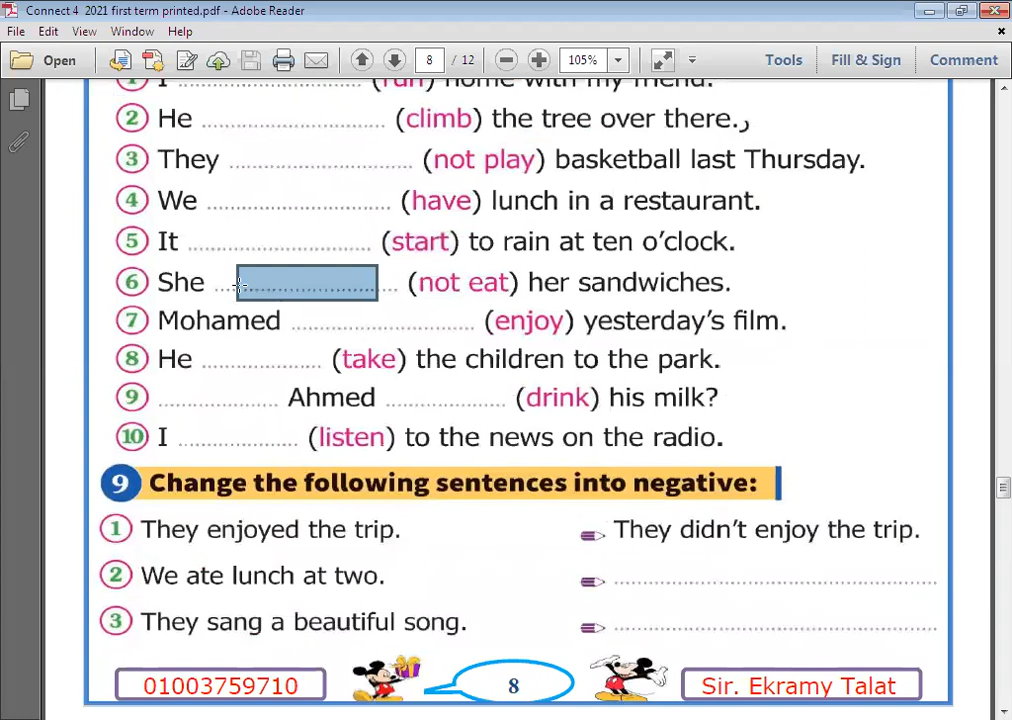 Connect 4 2021 first term printed.pdf - Adobe Reader
File Edit View Window Help
Open 8 / 12 105% Tools Fill & Sign Comment
1 I .............................. (run) home with my friend.
2 He .............................. (climb) the tree over there.ر
3 They .............................. (not play) basketball last Thursday.
4 We .............................. (have) lunch in a restaurant.
5 It .............................. (start) to rain at ten o’clock.
6 She .............................. (not eat) her sandwiches.
7 Mohamed .............................. (enjoy) yesterday’s film.
8 He .................... (take) the children to the park.
9 .................... Ahmed .................... (drink) his milk?
10 I .................... (listen) to the news on the radio.
9 Change the following sentences into negative:
1 They enjoyed the trip. They didn’t enjoy the trip.
2 We ate lunch at two. ........................................
3 They sang a beautiful song. ........................................
01003759710 8 Sir. Ekramy Talat